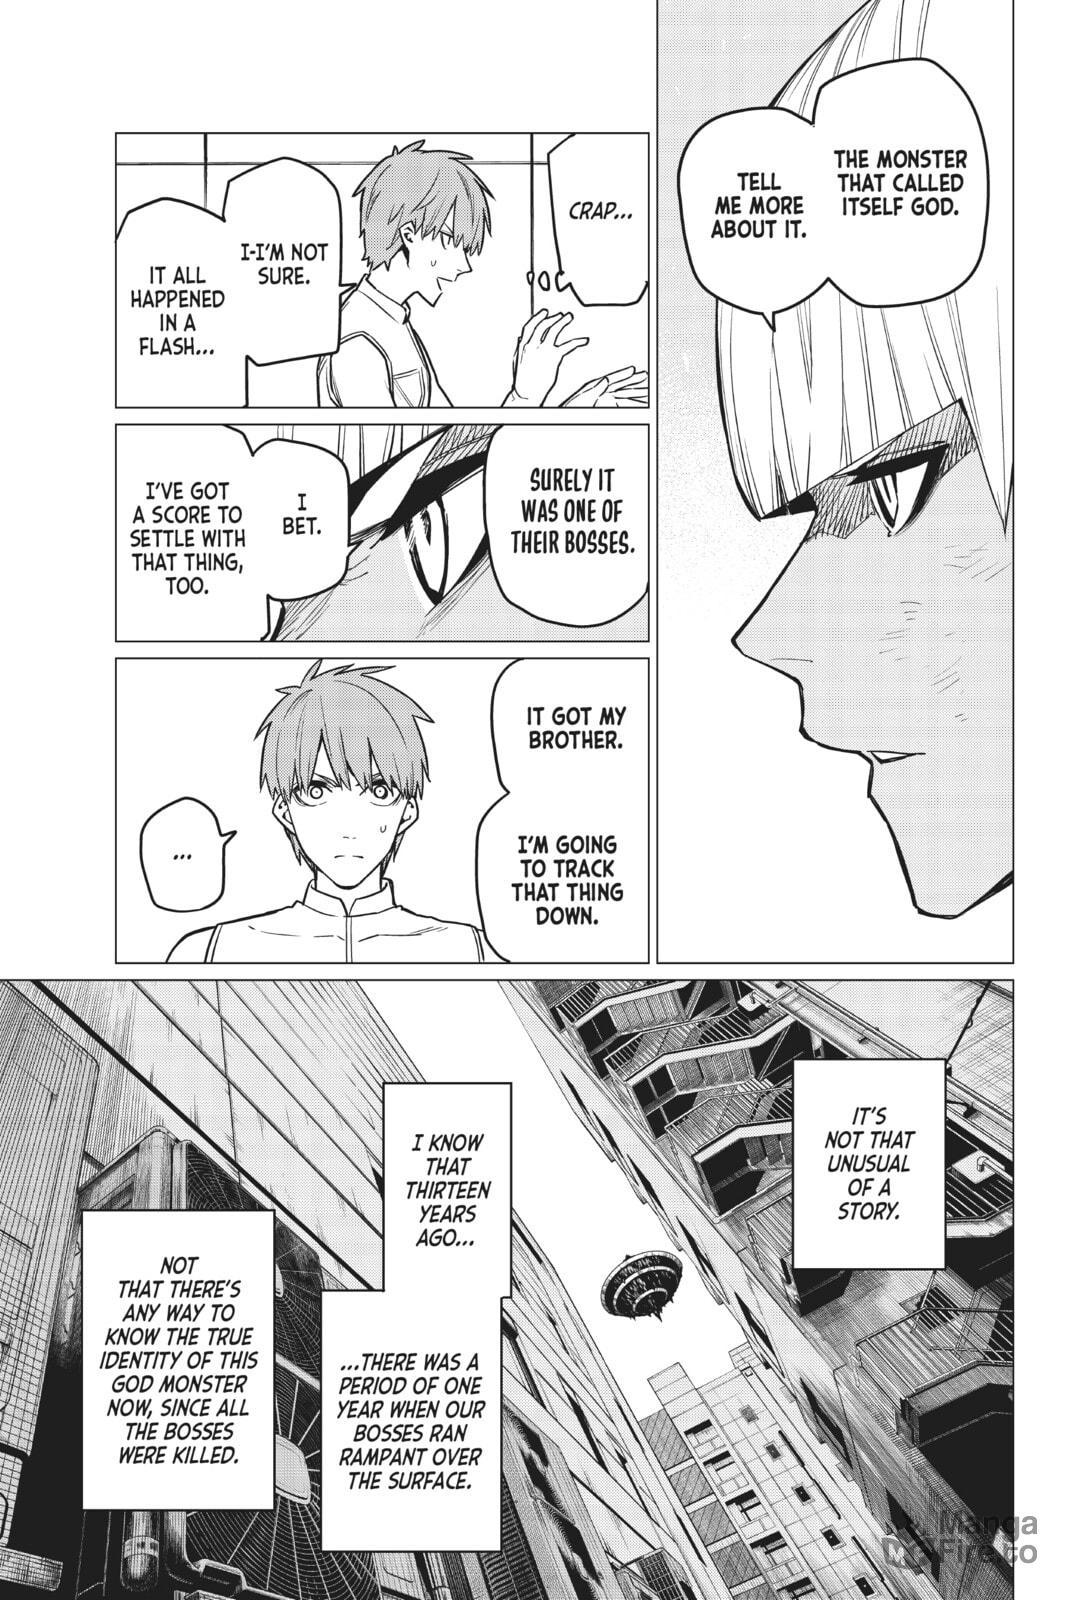 THE MONSTER
THAT CALLED
ITSELF GOD.
TELL
ME MORE
ABOUT IT.
CRAP...
I-I'M NOT
SURE.
IT ALL
HAPPENED
IN A
FLASH...
SURELY IT
WAS ONE OF
THEIR BOSSES.
I
BET.
I'VE GOT
A SCORE TO
SETTLE WITH
THAT THING,
TOO.
IT GOT MY
BROTHER.
I'M GOING
TO TRACK
THAT THING
DOWN.
...
IT'S
NOT THAT
UNUSUAL
OF A
STORY.
I KNOW
THAT
THIRTEEN
YEARS
AGO...
...THERE WAS A
PERIOD OF ONE
YEAR WHEN OUR
BOSSES RAN
RAMPANT OVER
THE SURFACE.
NOT
THAT THERE'S
ANY WAY TO
KNOW THE TRUE
IDENTITY OF THIS
GOD MONSTER
NOW, SINCE ALL
THE BOSSES
WERE KILLED.
Manga
Fire.to